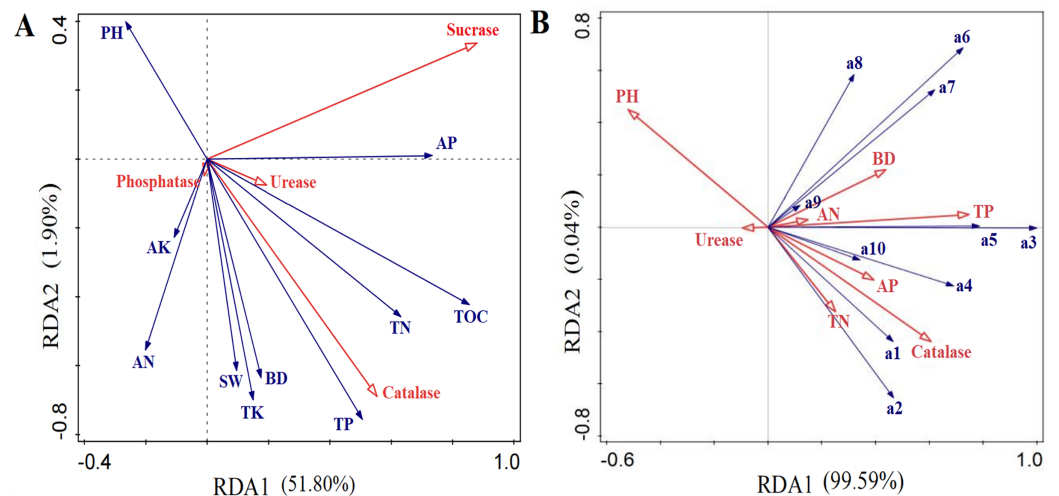 A
0.4
PH
Sucrase
AP
Phosphatase
Urease
AK
TN
TOC
AN
SW
BD
TK
TP
Catalase
RDA2 (1.90%)
-0.8
-0.4
1.0
RDA1 (51.80%)
B
0.8
a6
a8
a7
PH
BD
a9
AN
TP
Urease
a5
a3
a10
AP
a4
TN
a1
Catalase
a2
RDA2 (0.04%)
-0.8
-0.6
1.0
RDA1 (99.59%)